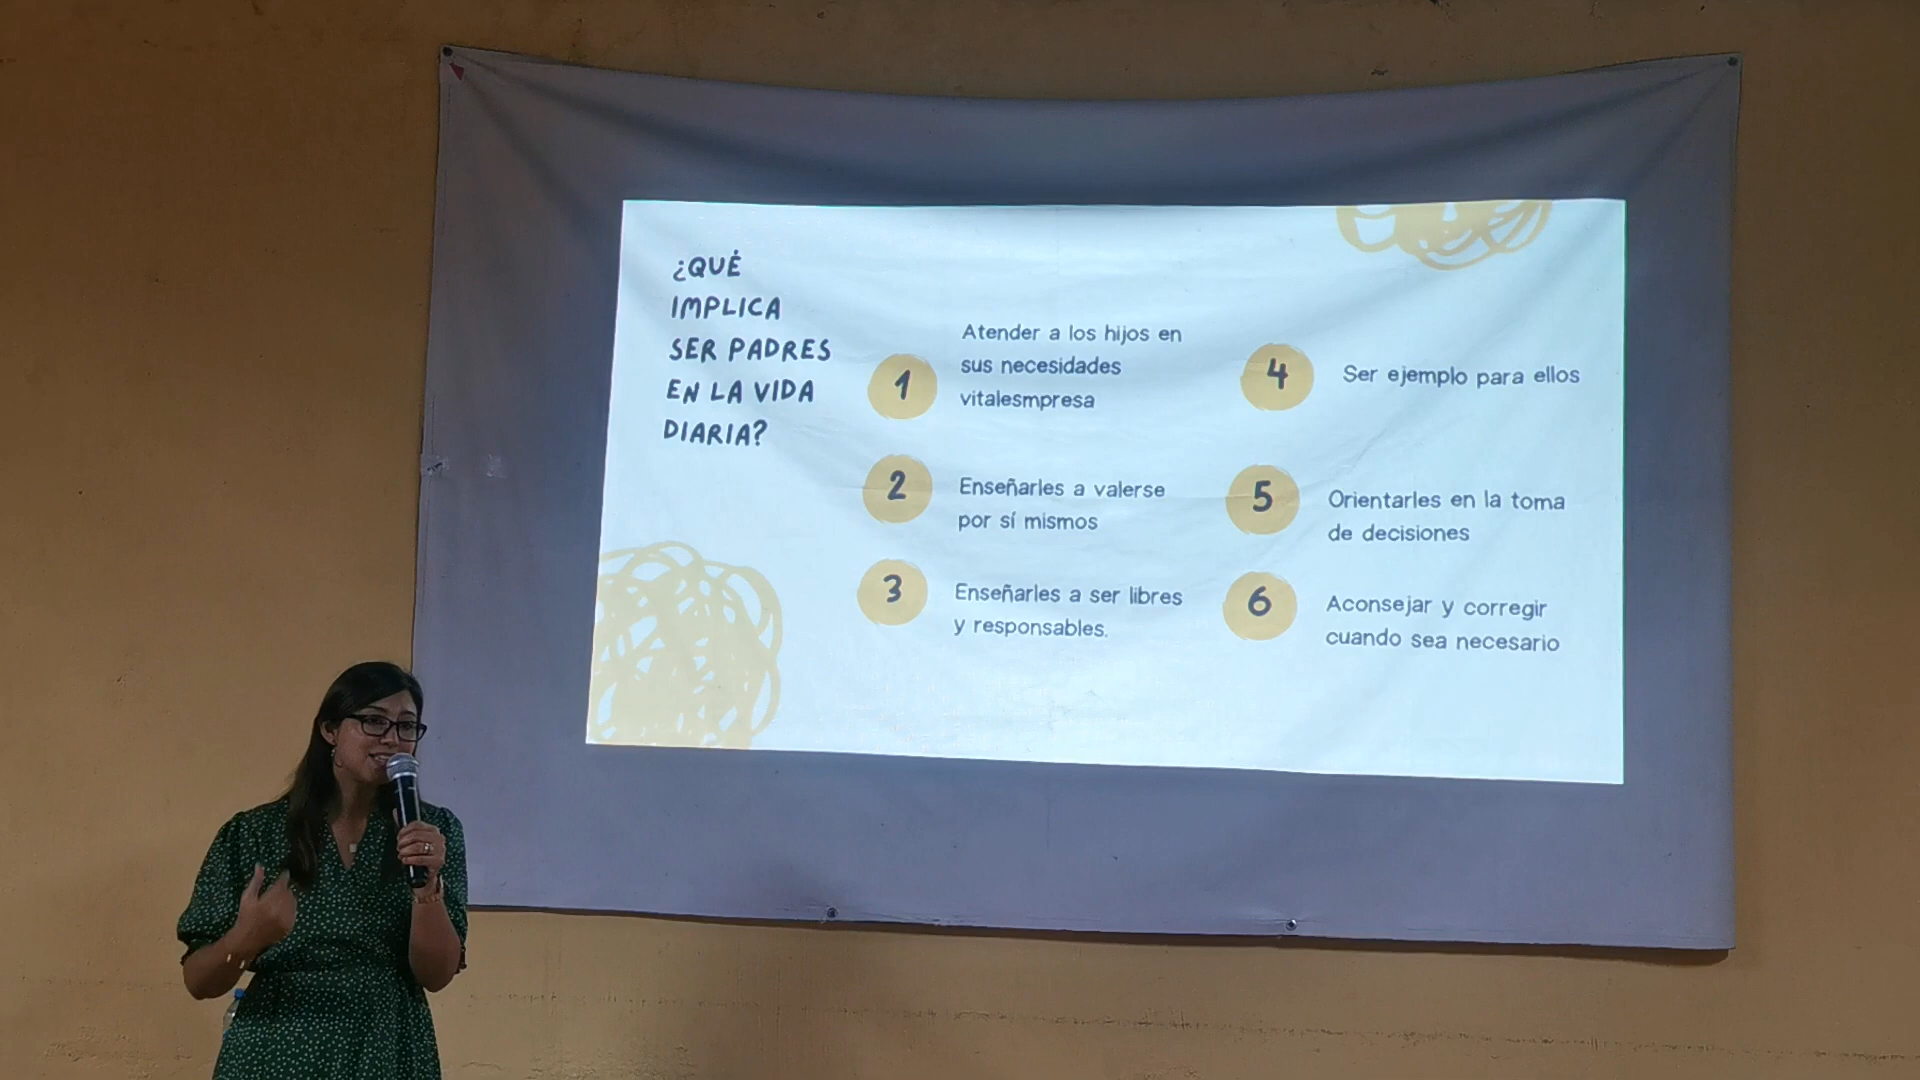 ¿QUÉ
IMPLICA
SER PADRES
EN LA VIDA
DIARIA?
1
Atender a los hijos en
sus necesidades
vitalesmpresa
2
Enseñarles a valerse
por sí mismos
3
Enseñarles a ser libres
y responsables.
4
Ser ejemplo para ellos
5
Orientarles en la toma
de decisiones
6
Aconsejar y corregir
cuando sea necesario